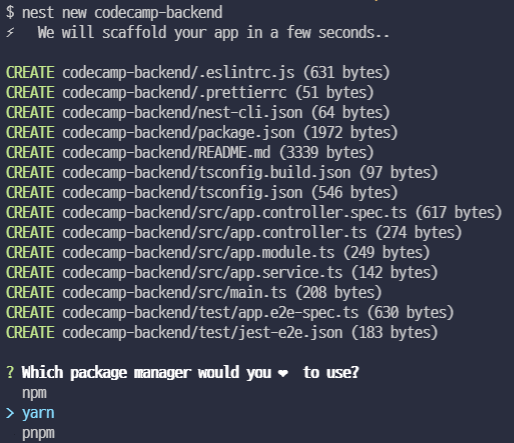 $ nest new codecamp-backend
⚡  We will scaffold your app in a few seconds..
CREATE codecamp-backend/.eslintrc.js (631 bytes)
CREATE codecamp-backend/.prettierrc (51 bytes)
CREATE codecamp-backend/nest-cli.json (64 bytes)
CREATE codecamp-backend/package.json (1972 bytes)
CREATE codecamp-backend/README.md (3339 bytes)
CREATE codecamp-backend/tsconfig.build.json (97 bytes)
CREATE codecamp-backend/tsconfig.json (546 bytes)
CREATE codecamp-backend/src/app.controller.spec.ts (617 bytes)
CREATE codecamp-backend/src/app.controller.ts (274 bytes)
CREATE codecamp-backend/src/app.module.ts (249 bytes)
CREATE codecamp-backend/src/app.service.ts (142 bytes)
CREATE codecamp-backend/src/main.ts (208 bytes)
CREATE codecamp-backend/test/app.e2e-spec.ts (630 bytes)
CREATE codecamp-backend/test/jest-e2e.json (183 bytes)
? Which package manager would you ❤ to use?
npm
> yarn
pnpm